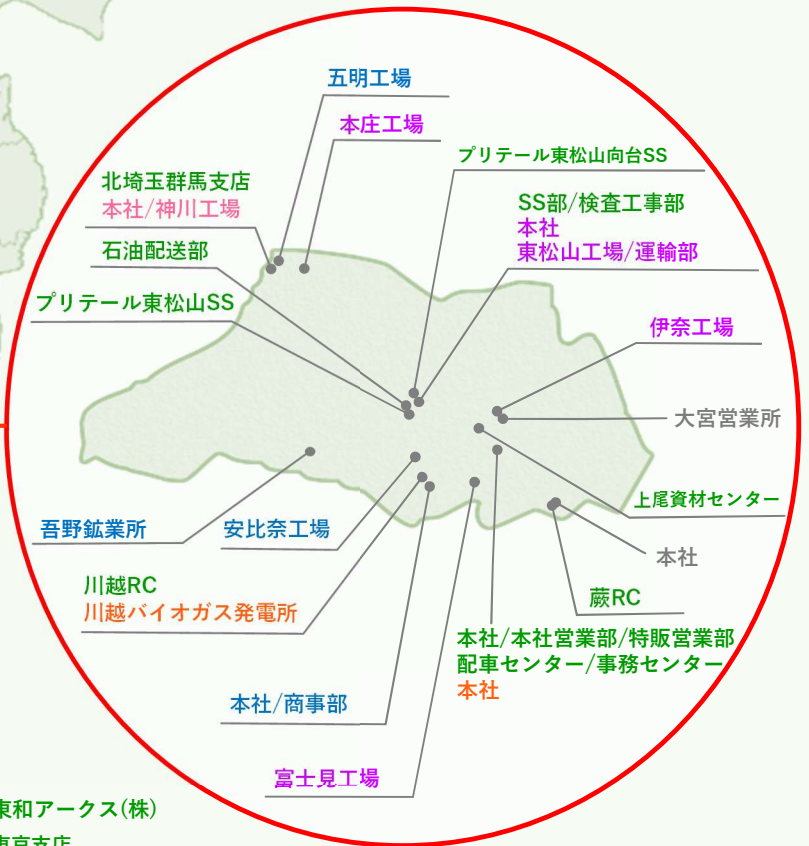 五明工場
本庄工場
プリテール東松山向台SS
北埼玉群馬支店
本社/神川工場
SS部/検査工事部
本社
東松山工場/運輸部
石油配送部
プリテール東松山SS
伊奈工場
大宮営業所
上尾資材センター
吾野鉱業所
安比奈工場
本社
川越RC
川越バイオガス発電所
蕨RC
本社/本社営業部/特販営業部
配車センター/事務センター
本社
本社/商事部
富士見工場
東和アークス(株)
東京支店